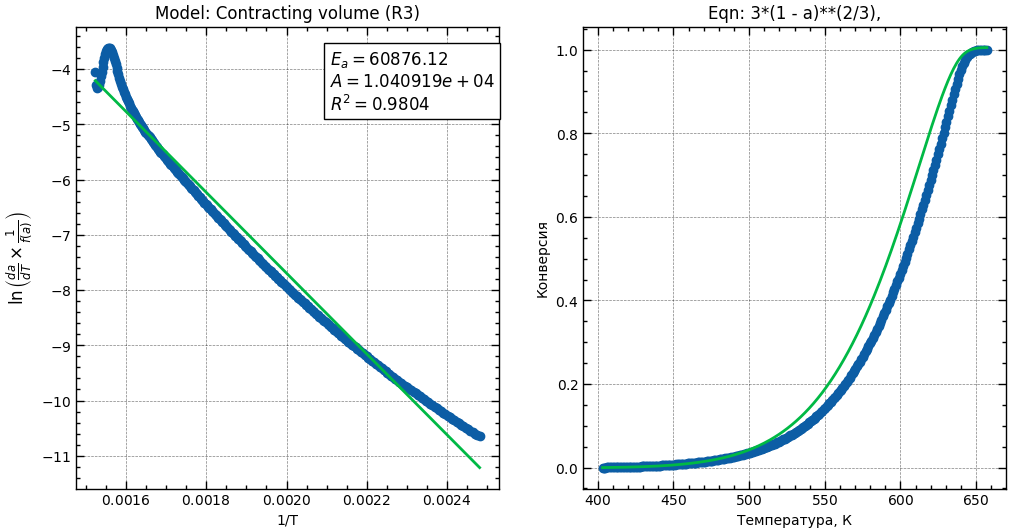 Model: Contracting volume (R3)
E_a = 60876.12
A = 1.040919e + 04
R^2 = 0.9804
−4
−5
−6
−7
−8
−9
−10
−11
ln (da/dT × 1/f(a))
0.0016
0.0018
0.0020
0.0022
0.0024
1/T
Eqn: 3*(1 - a)**(2/3),
1.0
0.8
0.6
0.4
0.2
0.0
Конверсия
400
450
500
550
600
650
Температура, К